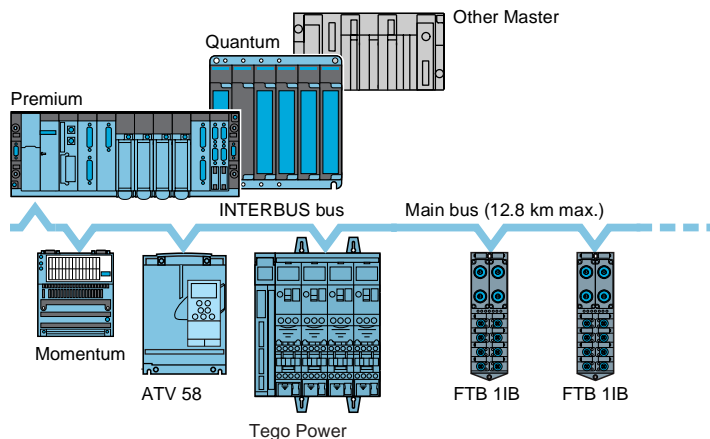 Other Master
Quantum
Premium
INTERBUS bus
Main bus (12.8 km max.)
Momentum
ATV 58
FTB 1IB
FTB 1IB
Tego Power